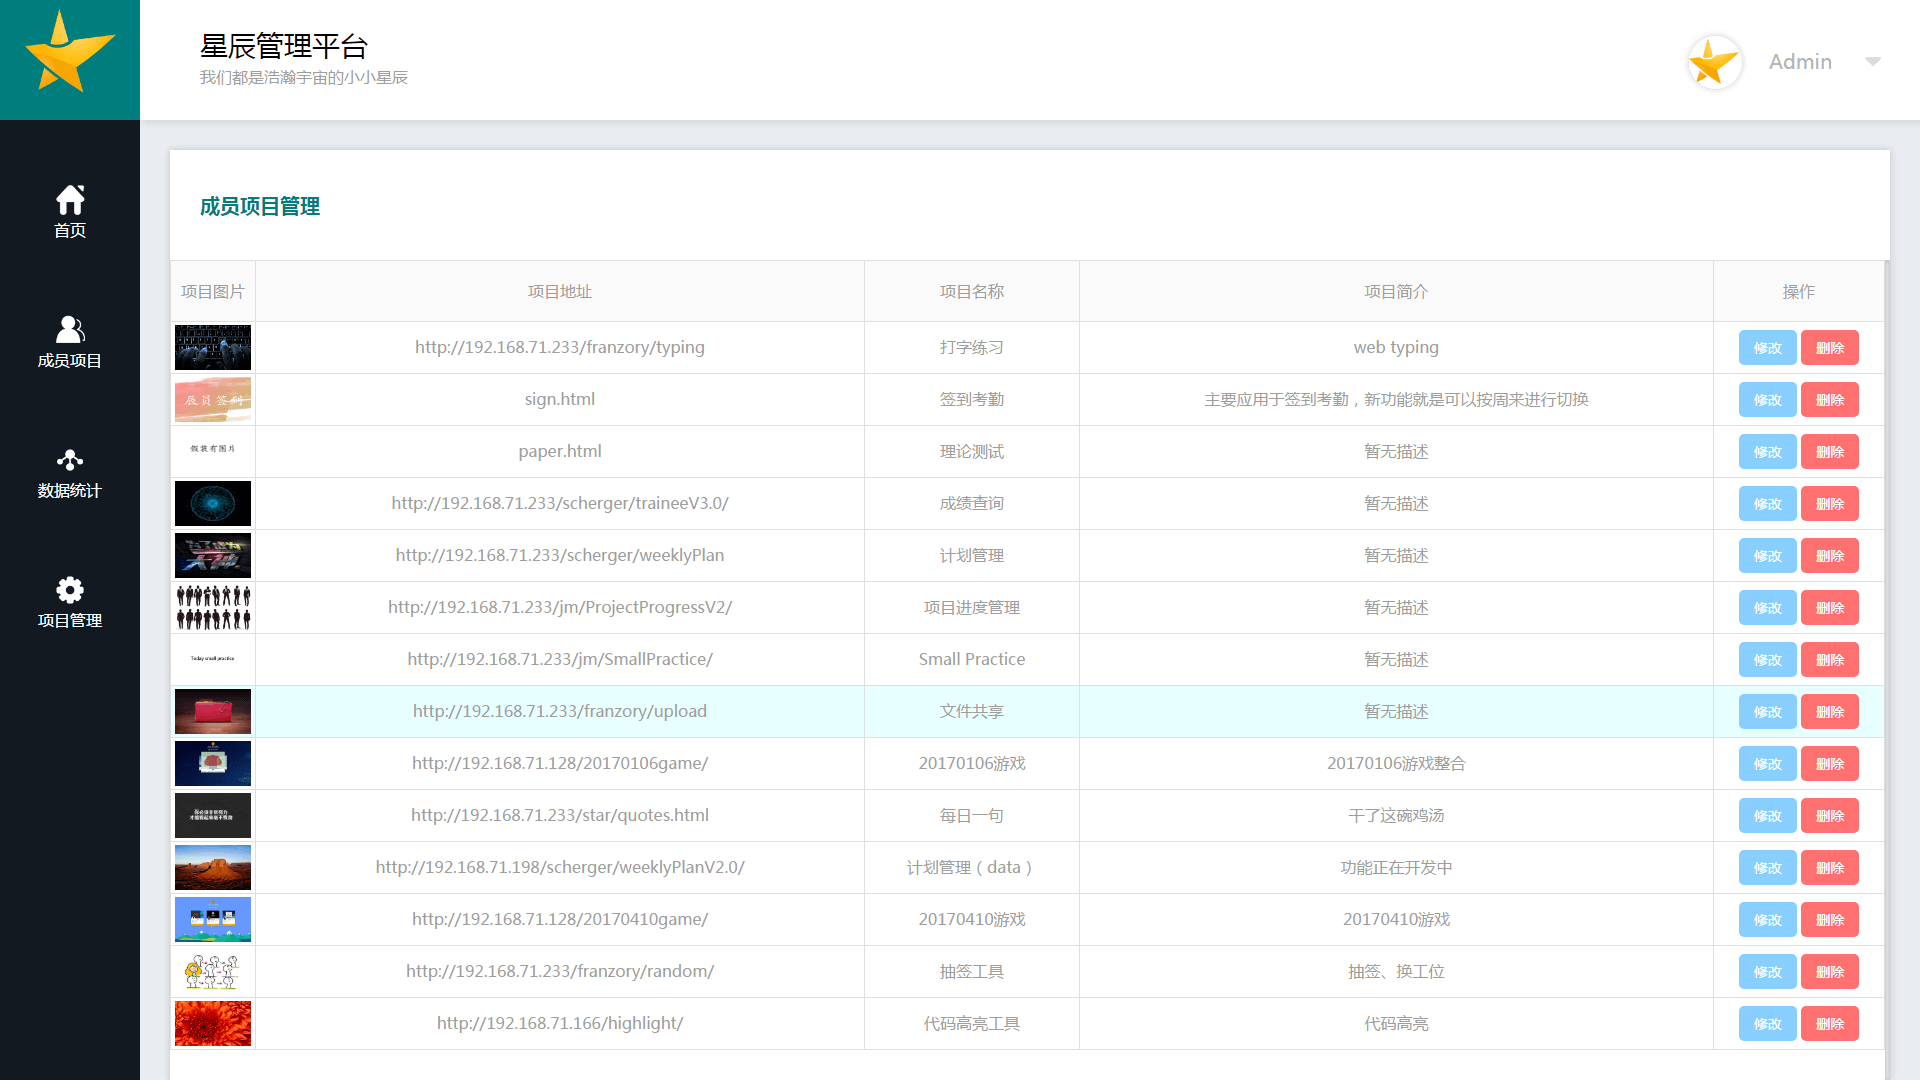 星辰管理平台
我们都是浩瀚宇宙的小小星辰
Admin
首页
成员项目
数据统计
项目管理
成员项目管理
项目图片 项目地址 项目名称 项目简介 操作
http://192.168.71.233/franzory/typing 打字练习 web typing 修改 删除
辰员签到 sign.html 签到考勤 主要应用于签到考勤，新功能就是可以按周来进行切换 修改 删除
假装有图片 paper.html 理论测试 暂无描述 修改 删除
http://192.168.71.233/scherger/traineeV3.0/ 成绩查询 暂无描述 修改 删除
http://192.168.71.233/scherger/weeklyPlan 计划管理 暂无描述 修改 删除
http://192.168.71.233/jm/ProjectProgressV2/ 项目进度管理 暂无描述 修改 删除
Today small practice http://192.168.71.233/jm/SmallPractice/ Small Practice 暂无描述 修改 删除
http://192.168.71.233/franzory/upload 文件共享 暂无描述 修改 删除
http://192.168.71.128/20170106game/ 20170106游戏 20170106游戏整合 修改 删除
http://192.168.71.233/star/quotes.html 每日一句 干了这碗鸡汤 修改 删除
http://192.168.71.198/scherger/weeklyPlanV2.0/ 计划管理（data） 功能正在开发中 修改 删除
http://192.168.71.128/20170410game/ 20170410游戏 20170410游戏 修改 删除
http://192.168.71.233/franzory/random/ 抽签工具 抽签、换工位 修改 删除
http://192.168.71.166/highlight/ 代码高亮工具 代码高亮 修改 删除